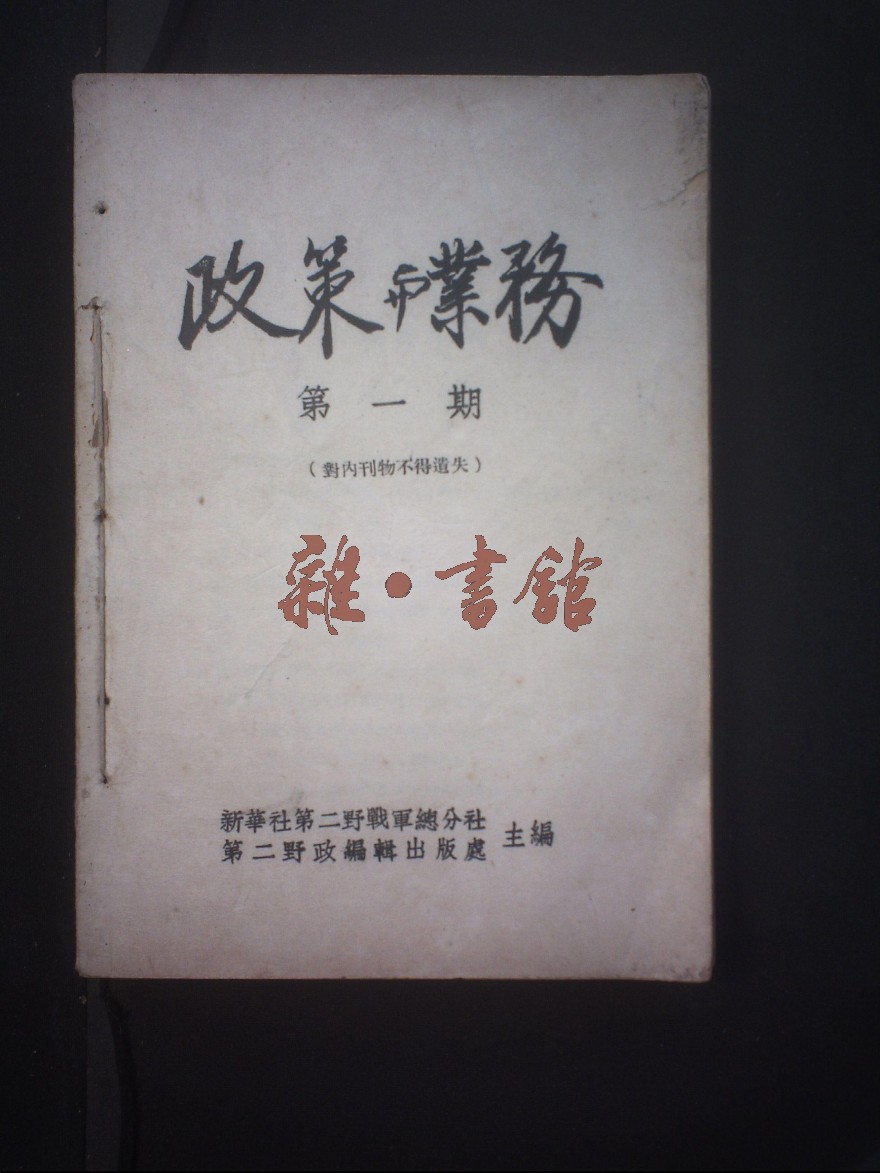 政策与業務
第一期
（對內刊物不得遺失）
雜·書館
新華社第二野戰軍總分社
第二野政編輯出版處
主編